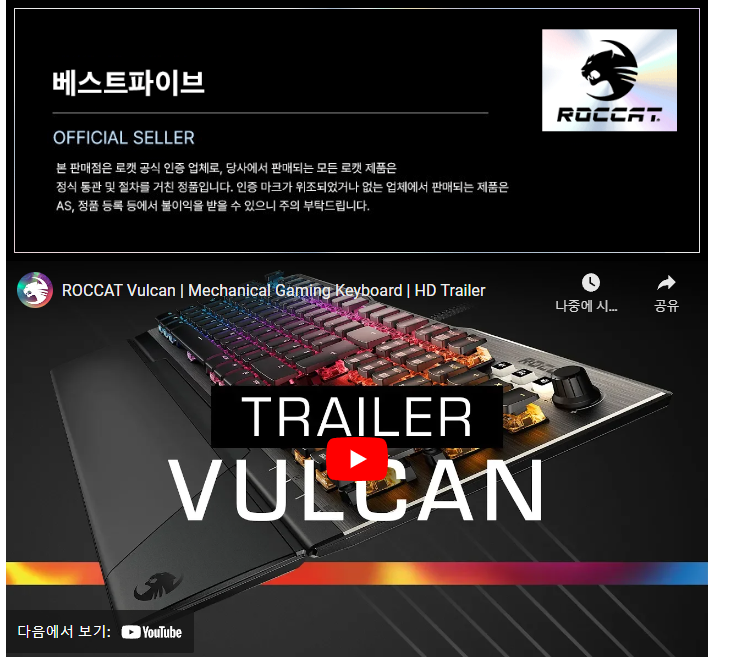 베스트파이브
ROCCAT.
OFFICIAL SELLER
본 판매점은 로캣 공식 인증 업체로, 당사에서 판매되는 모든 로캣 제품은
정식 통관 및 절차를 거친 정품입니다. 인증 마크가 위조되었거나 없는 업체에서 판매되는 제품은
AS, 정품 등록 등에서 불이익을 받을 수 있으니 주의 부탁드립니다.
ROCCAT Vulcan | Mechanical Gaming Keyboard | HD Trailer
나중에 시...
공유
ROCCAT
TRAILER
VULCAN
다음에서 보기: YouTube